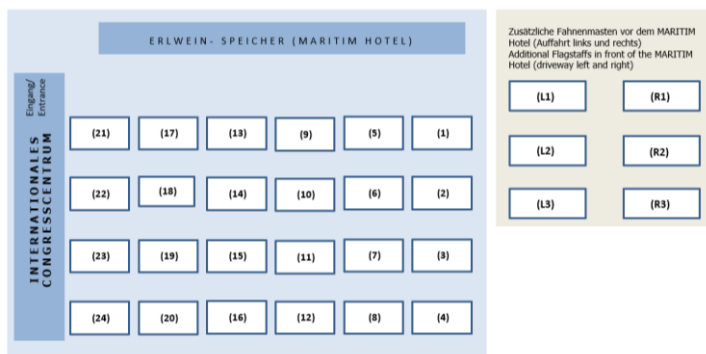 ERLWEIN- SPEICHER (MARITIM HOTEL)
Eingang/
Entrance
INTERNATIONALES
CONGRESSCENTRUM
(21) (17) (13) (9) (5) (1)
(22) (18) (14) (10) (6) (2)
(23) (19) (15) (11) (7) (3)
(24) (20) (16) (12) (8) (4)
Zusätzliche Fahnenmasten vor dem MARITIM
Hotel (Auffahrt links und rechts)
Additional Flagstaffs in front of the MARITIM
Hotel (driveway left and right)
(L1) (R1)
(L2) (R2)
(L3) (R3)